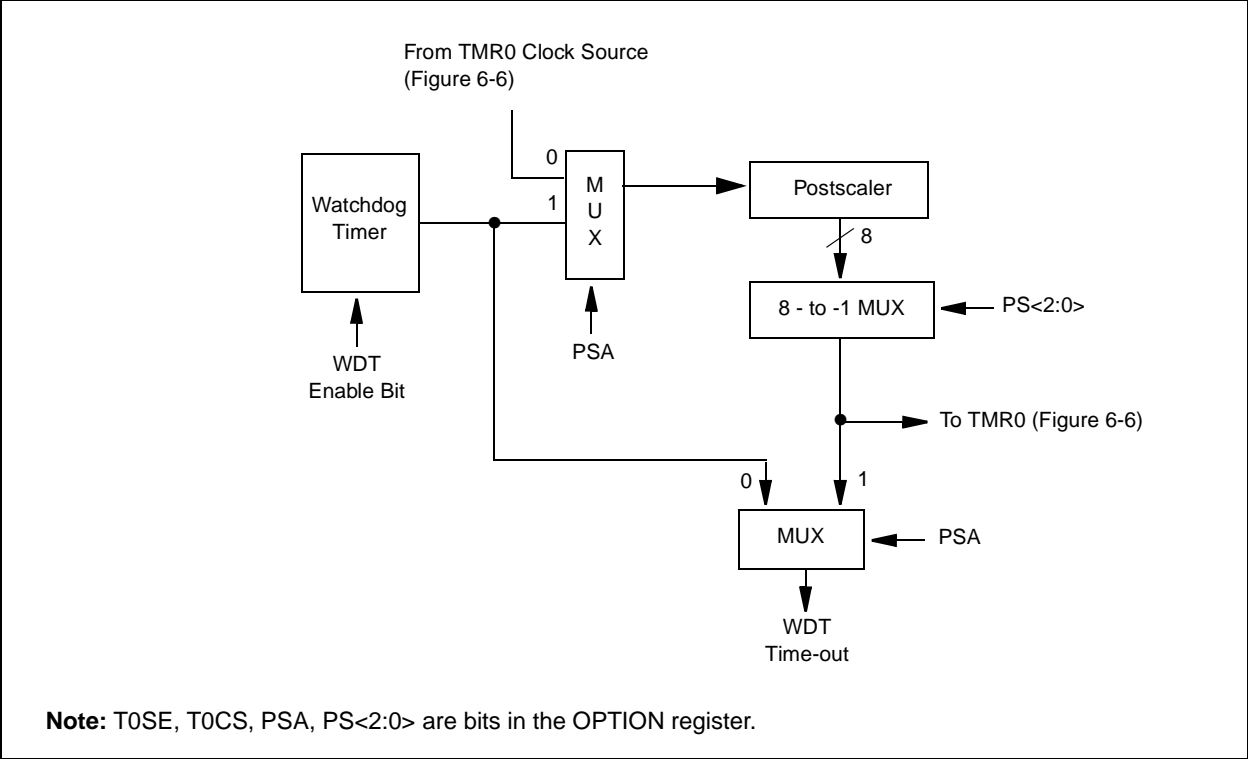 From TMR0 Clock Source
(Figure 6-6)
0
1
M
U
X
Watchdog
Timer
Postscaler
8
8 - to -1 MUX
PS<2:0>
PSA
WDT
Enable Bit
To TMR0 (Figure 6-6)
0
1
MUX
PSA
WDT
Time-out
Note: T0SE, T0CS, PSA, PS<2:0> are bits in the OPTION register.